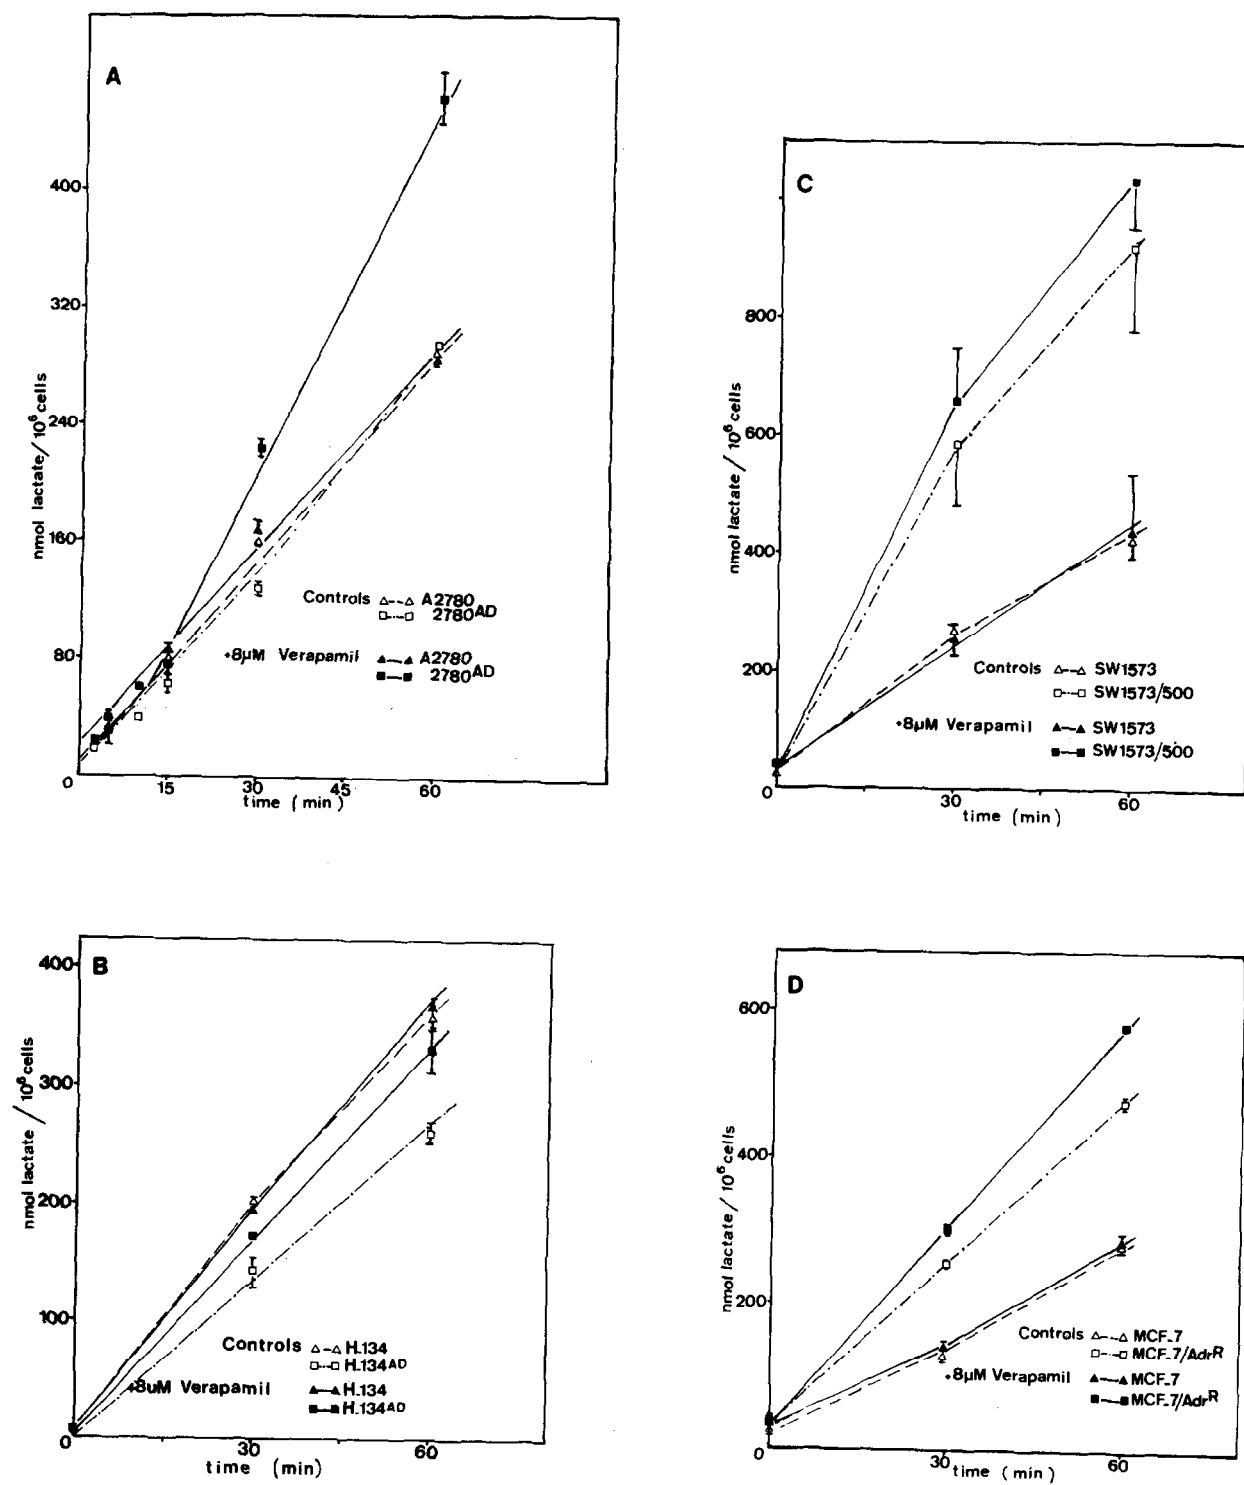 A
400
320
240
160
80
0
15
30
45
60
nmol lactate/10⁶ cells
time (min)
Controls △--△ A2780
□-··-□ 2780AD
+8µM Verapamil ▲—▲ A2780
■—■ 2780AD
C
800
600
400
200
0
30
60
nmol lactate / 10⁶ cells
time (min)
Controls △--△ SW1573
□-··-□ SW1573/500
+8µM Verapamil ▲—▲ SW1573
■—■ SW1573/500
B
400
300
200
100
0
30
60
nmol lactate / 10⁶ cells
time (min)
Controls △--△ H-134
□-··-□ H-134AD
+8uM Verapamil ▲—▲ H-134
■—■ H-134AD
D
600
400
200
0
30
60
nmol lactate / 10⁶ cells
time (min)
Controls △--△ MCF-7
□-··-□ MCF-7/AdrR
+8µM Verapamil ▲—▲ MCF-7
■—■ MCF-7/AdrR